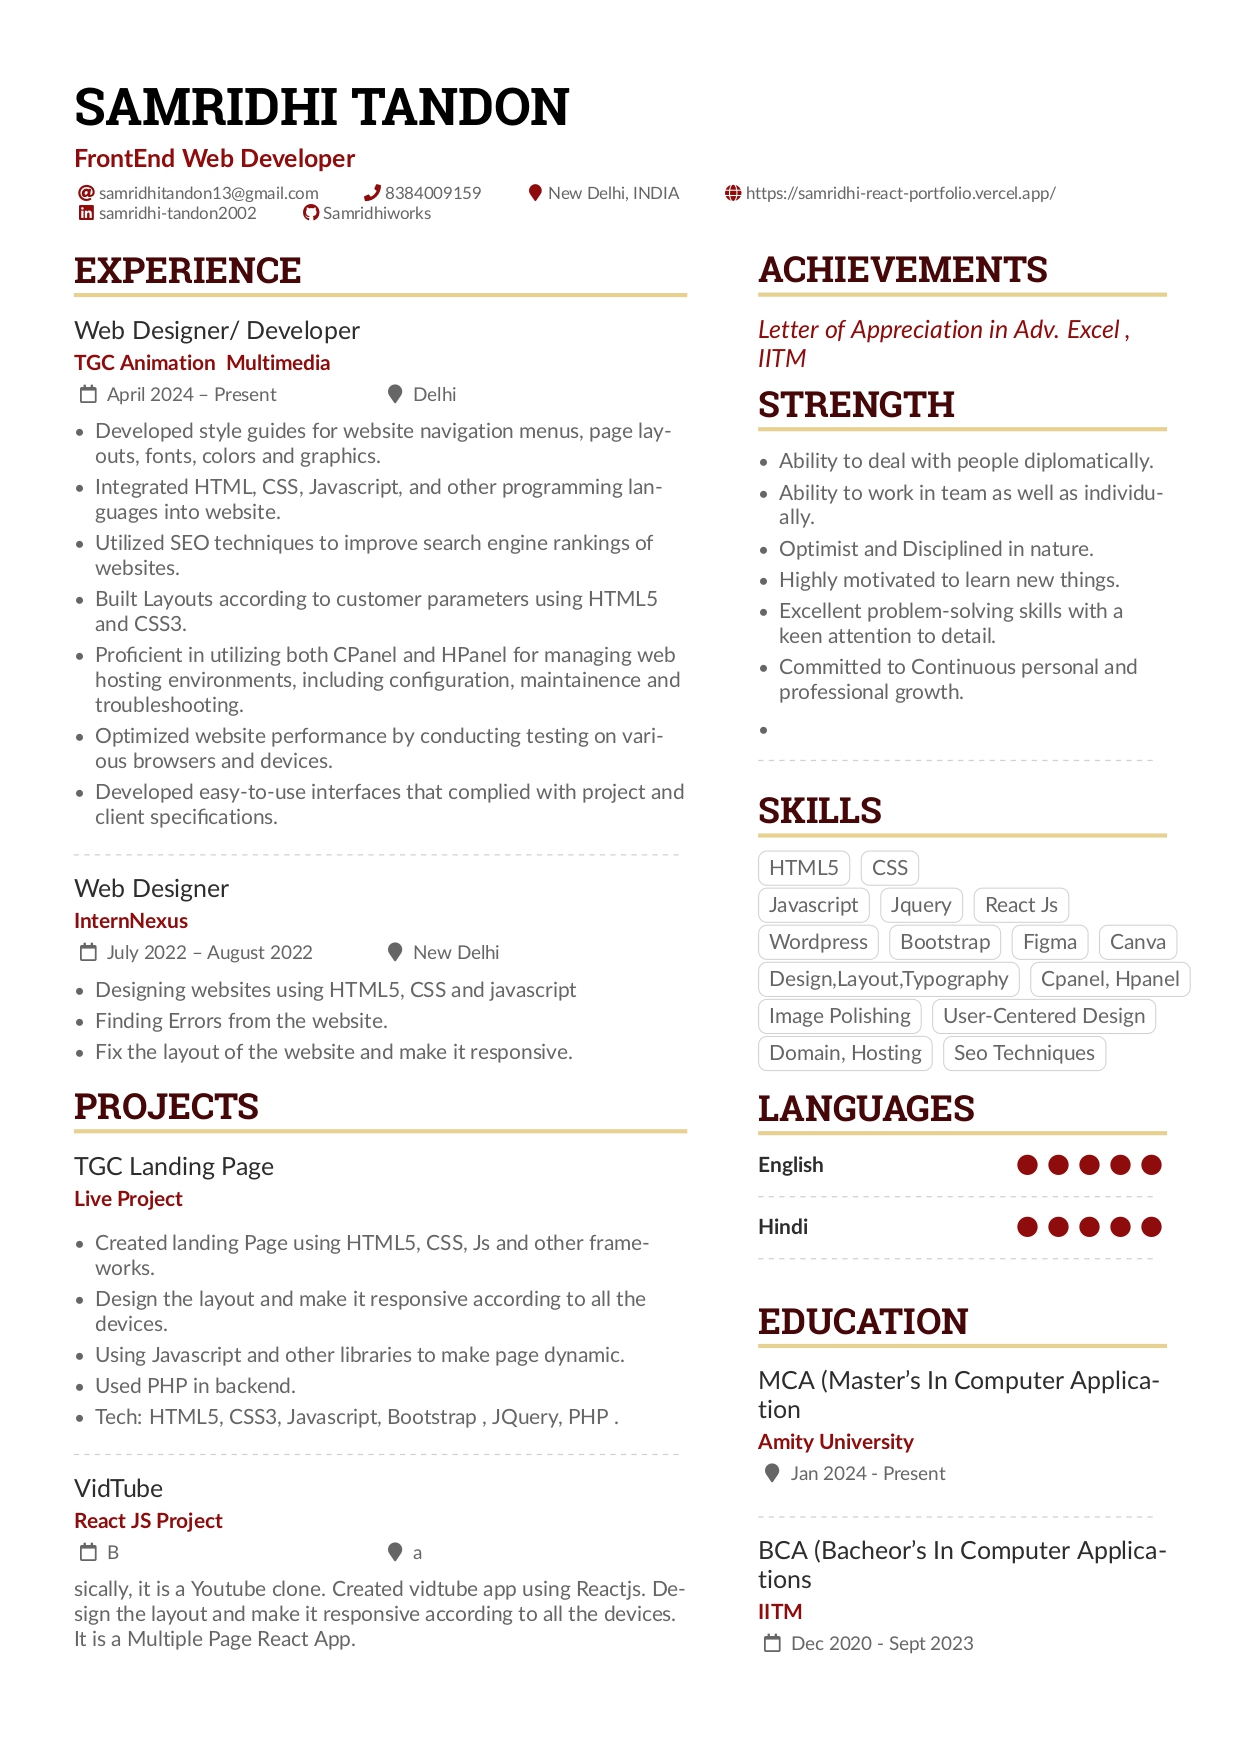 SAMRIDHI TANDON
FrontEnd Web Developer
samridhitandon13@gmail.com 8384009159 New Delhi, INDIA https://samridhi-react-portfolio.vercel.app/
samridhi-tandon2002 Samridhiworks
EXPERIENCE
Web Designer/ Developer
TGC Animation Multimedia
April 2024 – Present Delhi
• Developed style guides for website navigation menus, page lay-
outs, fonts, colors and graphics.
• Integrated HTML, CSS, Javascript, and other programming lan-
guages into website.
• Utilized SEO techniques to improve search engine rankings of
websites.
• Built Layouts according to customer parameters using HTML5
and CSS3.
• Proficient in utilizing both CPanel and HPanel for managing web
hosting environments, including configuration, maintainence and
troubleshooting.
• Optimized website performance by conducting testing on vari-
ous browsers and devices.
• Developed easy-to-use interfaces that complied with project and
client specifications.
Web Designer
InternNexus
July 2022 – August 2022 New Delhi
• Designing websites using HTML5, CSS and javascript
• Finding Errors from the website.
• Fix the layout of the website and make it responsive.
PROJECTS
TGC Landing Page
Live Project
• Created landing Page using HTML5, CSS, Js and other frame-
works.
• Design the layout and make it responsive according to all the
devices.
• Using Javascript and other libraries to make page dynamic.
• Used PHP in backend.
• Tech: HTML5, CSS3, Javascript, Bootstrap , JQuery, PHP .
VidTube
React JS Project
B a
sically, it is a Youtube clone. Created vidtube app using Reactjs. De-
sign the layout and make it responsive according to all the devices.
It is a Multiple Page React App.
ACHIEVEMENTS
Letter of Appreciation in Adv. Excel ,
IITM
STRENGTH
• Ability to deal with people diplomatically.
• Ability to work in team as well as individu-
ally.
• Optimist and Disciplined in nature.
• Highly motivated to learn new things.
• Excellent problem-solving skills with a
keen attention to detail.
• Committed to Continuous personal and
professional growth.
•
SKILLS
HTML5 CSS
Javascript Jquery React Js
Wordpress Bootstrap Figma Canva
Design,Layout,Typography Cpanel, Hpanel
Image Polishing User-Centered Design
Domain, Hosting Seo Techniques
LANGUAGES
English
Hindi
EDUCATION
MCA (Master’s In Computer Applica-
tion
Amity University
Jan 2024 - Present
BCA (Bacheor’s In Computer Applica-
tions
IITM
Dec 2020 - Sept 2023